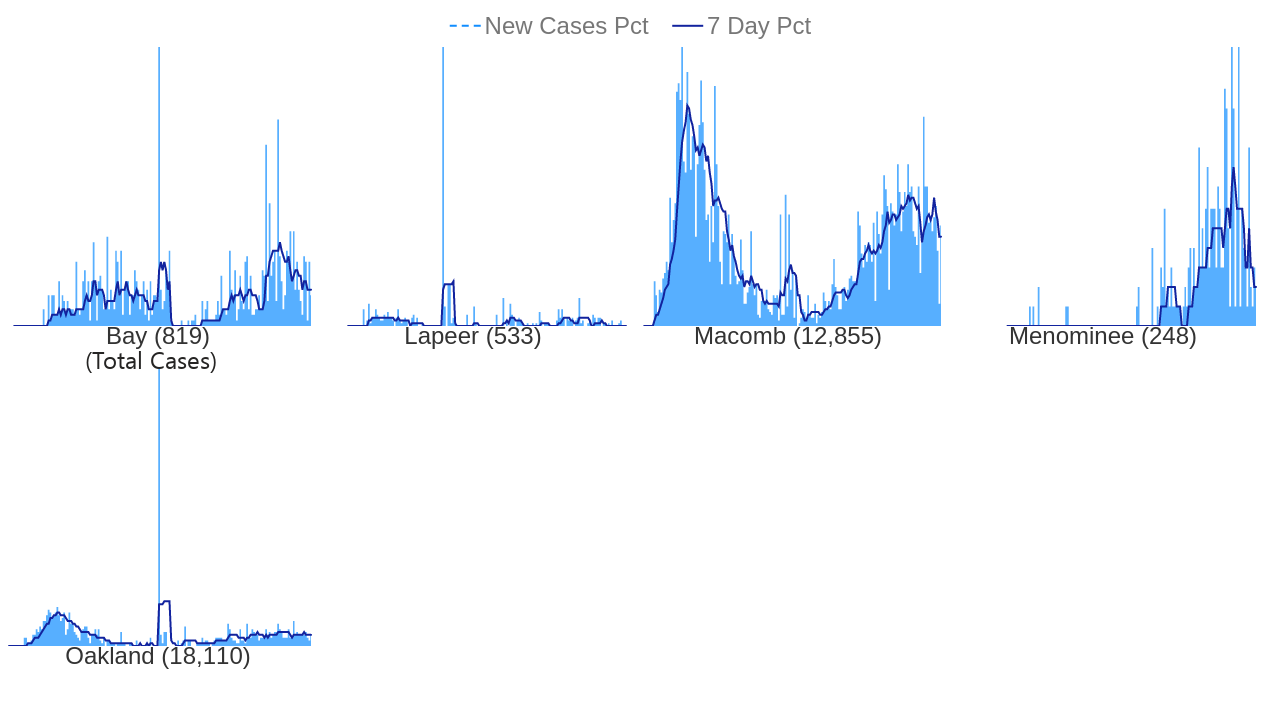 New Cases Pct 7 Day Pct
Bay (819)
(Total Cases)
Lapeer (533)
Macomb (12,855)
Menominee (248)
Oakland (18,110)